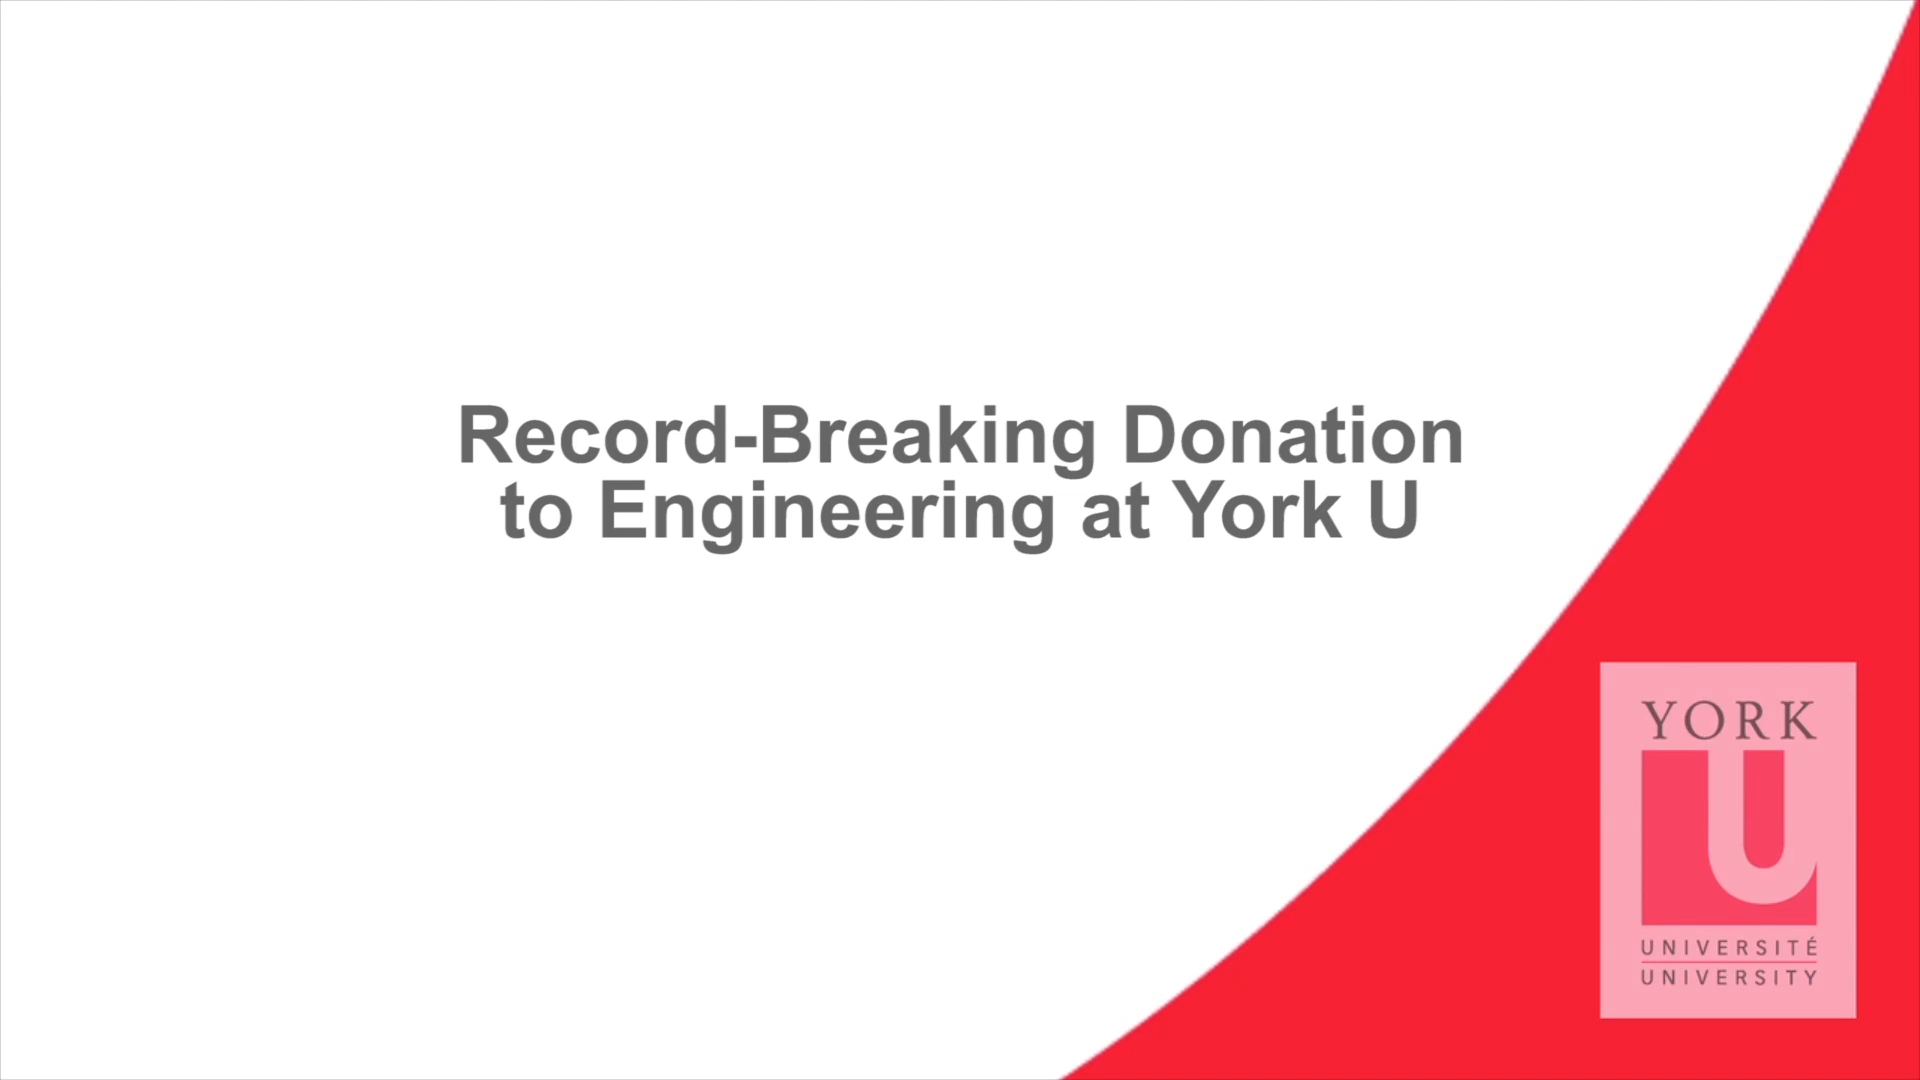 Record-Breaking Donation
to Engineering at York U
YORK
U
UNIVERSITÉ
UNIVERSITY